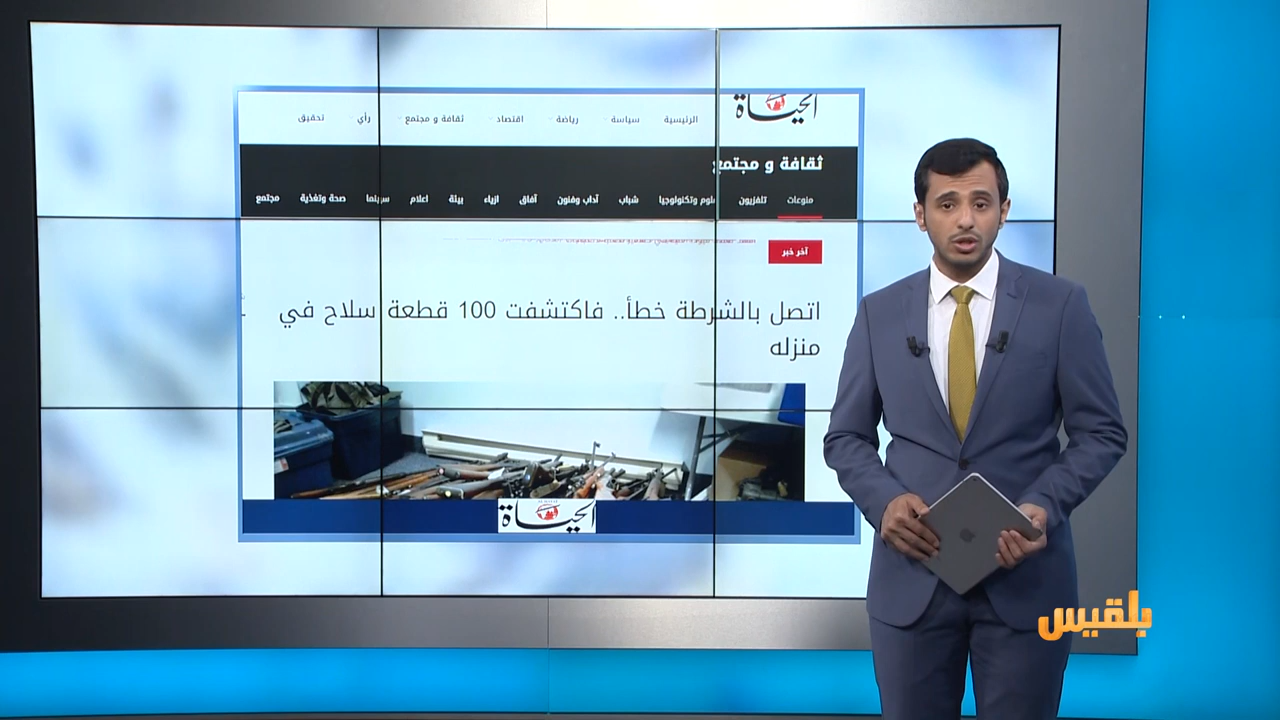 الحياة
الرئيسية سياسة رياضة اقتصاد ثقافة و مجتمع رأي تحقيق
ثقافة و مجتمع
منوعات تلفزيون علوم وتكنولوجيا شباب آداب وفنون آفاق ازياء بيئة اعلام سينما صحة وتغذية مجتمع
آخر خبر
اتصل بالشرطة خطأ.. فاكتشفت 100 قطعة سلاح في
منزله
الحياة
بلقيس